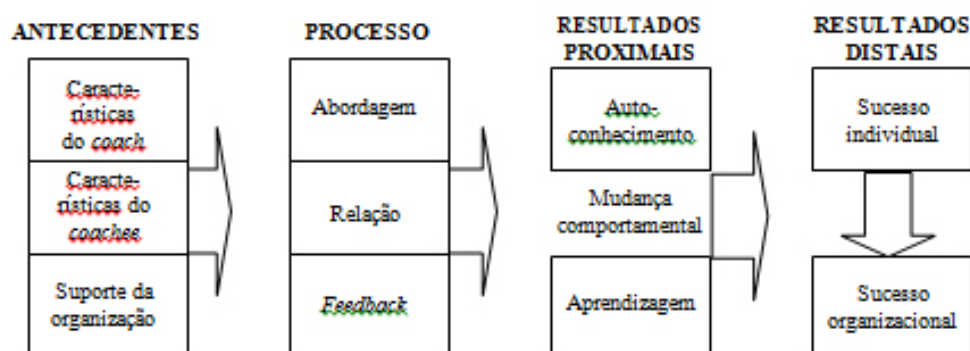 ANTECEDENTES
Caracte-
rísticas
do coach
Caracte-
rísticas do
coachee
Suporte da
organização
PROCESSO
Abordagem
Relação
Feedback
RESULTADOS
PROXIMAIS
Auto-
conhecimento
Mudança
comportamental
Aprendizagem
RESULTADOS
DISTAIS
Sucesso
individual
Sucesso
organizacional